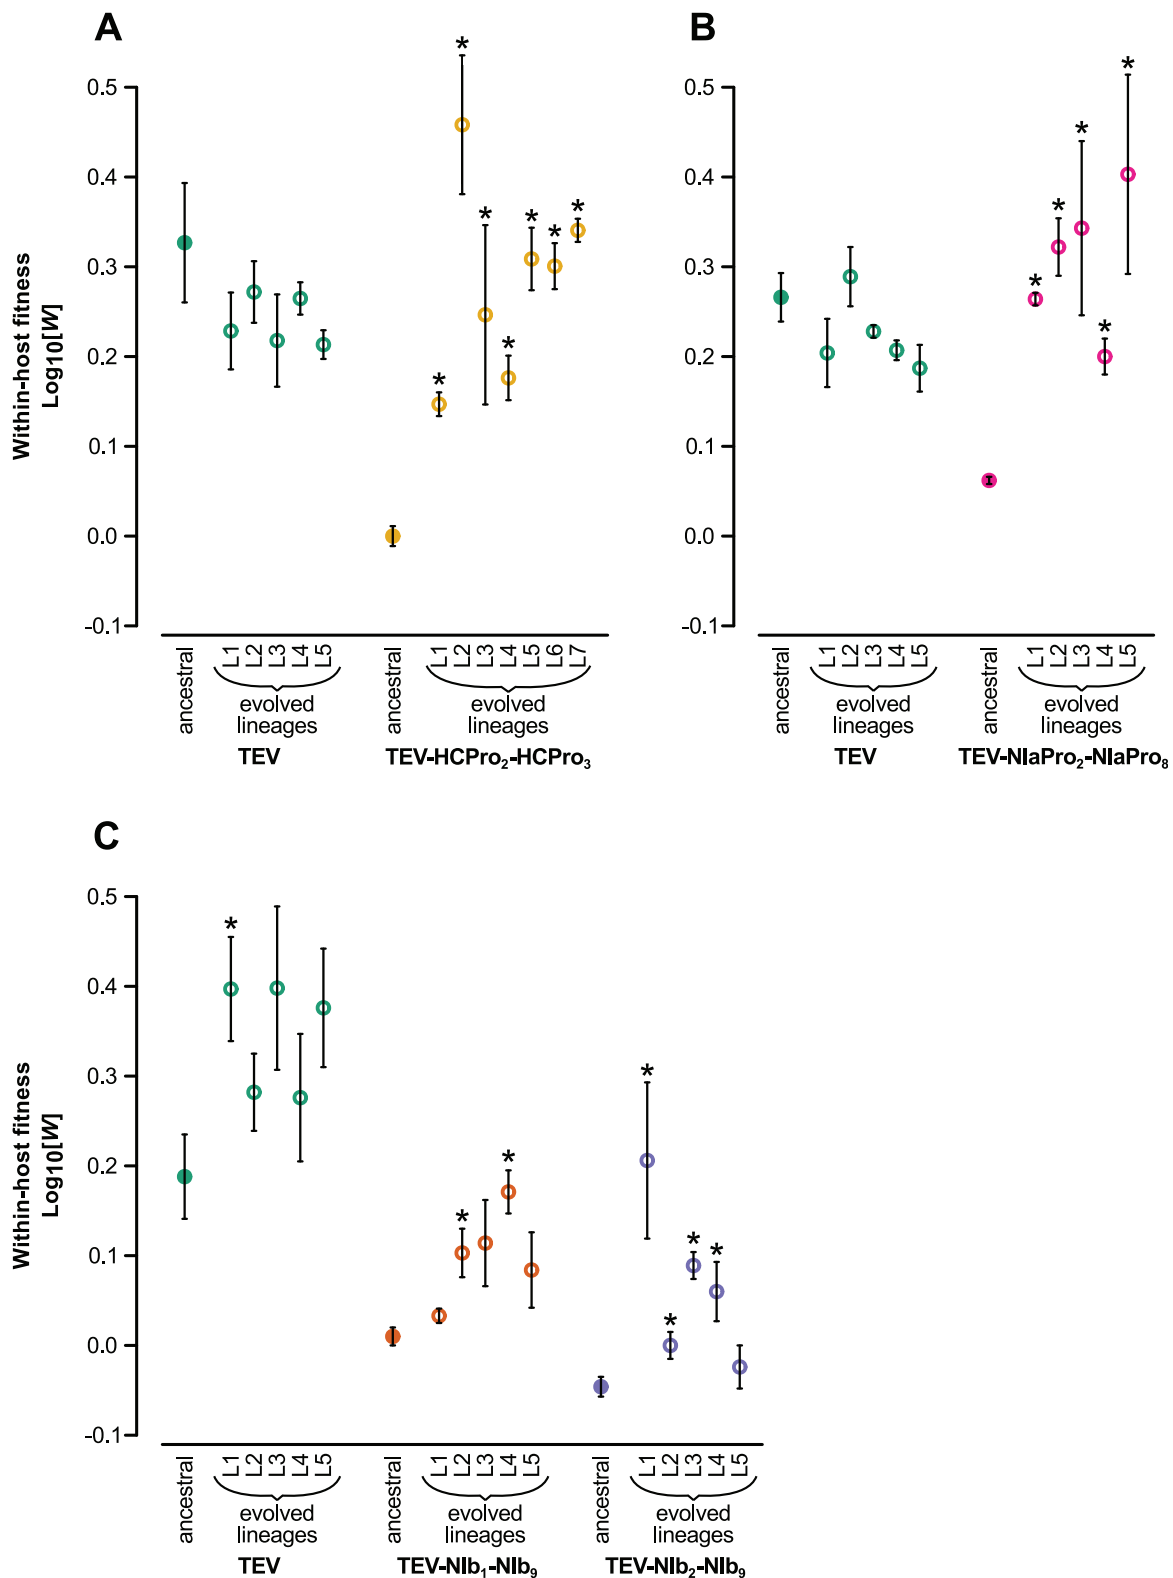 A
Within-host fitness
Log10[W]
0.5
0.4
0.3
0.2
0.1
0.0
-0.1
* * * * * * *
ancestral
L1 L2 L3 L4 L5
evolved
lineages
TEV
ancestral
L1 L2 L3 L4 L5 L6 L7
evolved
lineages
TEV-HCPro₂-HCPro₃
B
0.5
0.4
0.3
0.2
0.1
0.0
-0.1
* * * * *
ancestral
L1 L2 L3 L4 L5
evolved
lineages
TEV
ancestral
L1 L2 L3 L4 L5
evolved
lineages
TEV-NIaPro₂-NIaPro₈
C
Within-host fitness
Log10[W]
0.5
0.4
0.3
0.2
0.1
0.0
-0.1
* * * * * * *
ancestral
L1 L2 L3 L4 L5
evolved
lineages
TEV
ancestral
L1 L2 L3 L4 L5
evolved
lineages
TEV-NIb₁-NIb₉
ancestral
L1 L2 L3 L4 L5
evolved
lineages
TEV-NIb₂-NIb₉